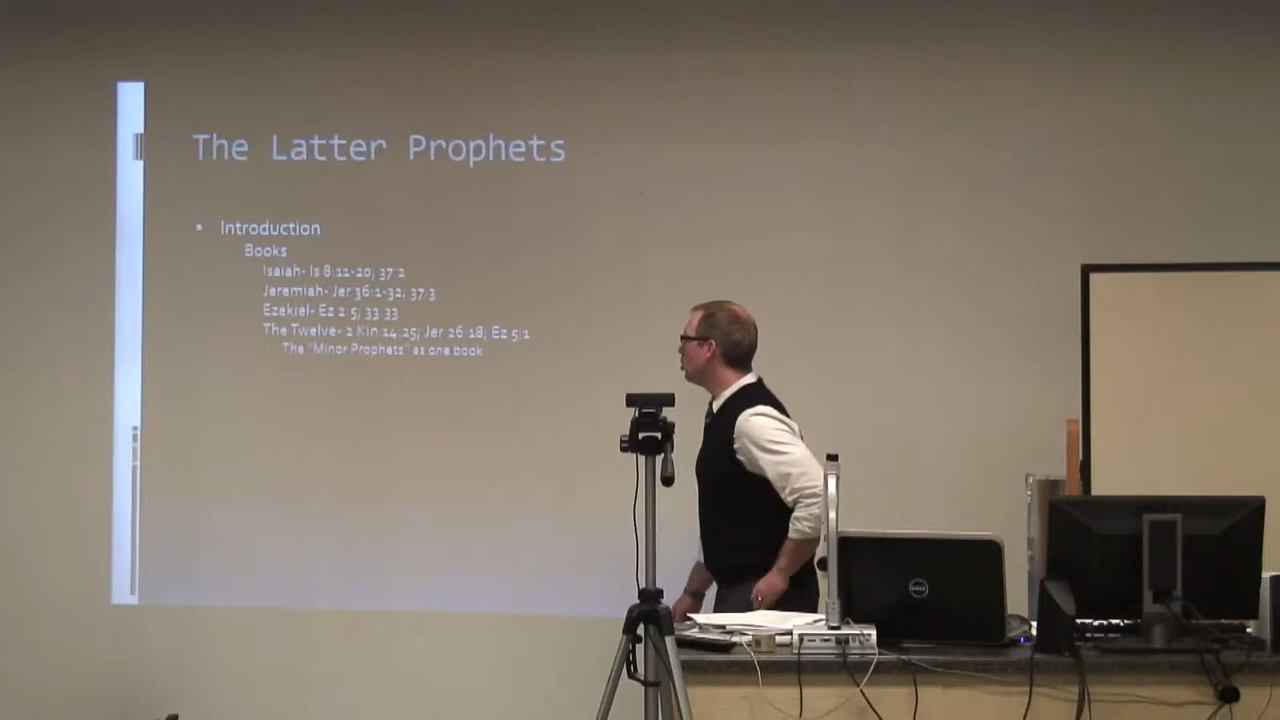 The Latter Prophets
Introduction
Books
Isaiah- Is 8:11-20; 37:2
Jeremiah- Jer 36:1-32; 37:3
Ezekiel- Ez 2:5; 33:33
The Twelve- 2 Kin 14:25; Jer 26:18; Ez 5:1
The "Minor Prophets" as one book
DELL